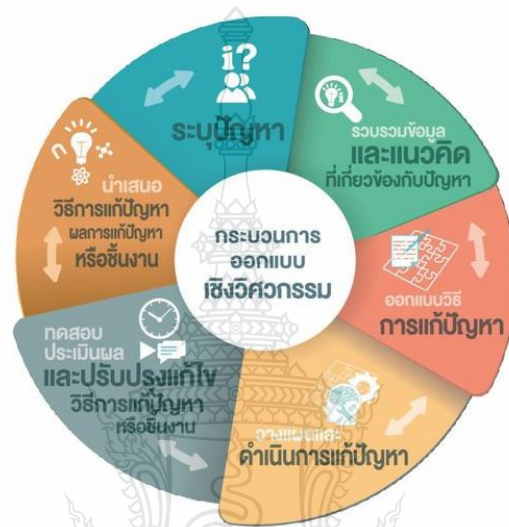 i?
ระบุปัญหา
รวบรวมข้อมูล
และแนวคิด
ที่เกี่ยวข้องกับปัญหา
ออกแบบวิธี
การแก้ปัญหา
วางแผนและ
ดำเนินการแก้ปัญหา
ทดสอบ
ประเมินผล
และปรับปรุงแก้ไข
วิธีการแก้ปัญหา
หรือชิ้นงาน
นำเสนอ
วิธีการแก้ปัญหา
ผลการแก้ปัญหา
หรือชิ้นงาน
กระบวนการ
ออกแบบ
เชิงวิศวกรรม